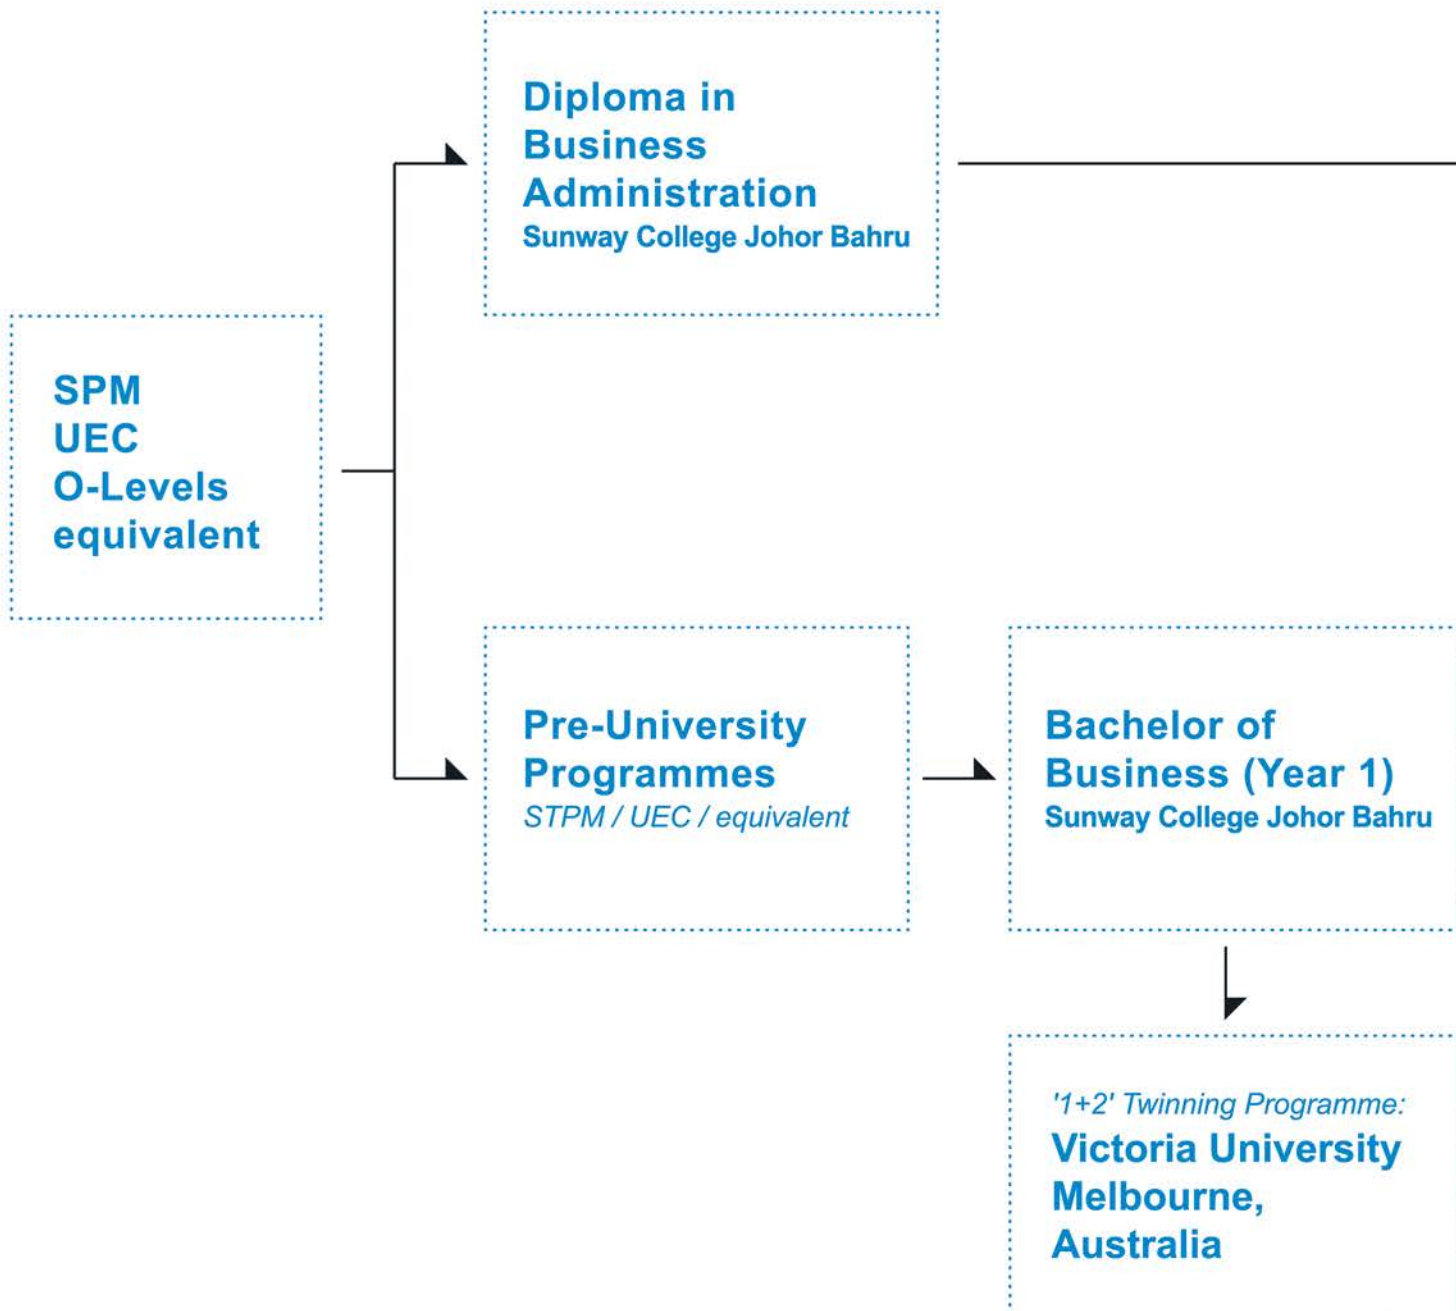 Diploma in
Business
Administration
Sunway College Johor Bahru
SPM
UEC
O-Levels
equivalent
Pre-University
Programmes
STPM / UEC / equivalent
Bachelor of
Business (Year 1)
Sunway College Johor Bahru
'1+2' Twinning Programme:
Victoria University
Melbourne,
Australia